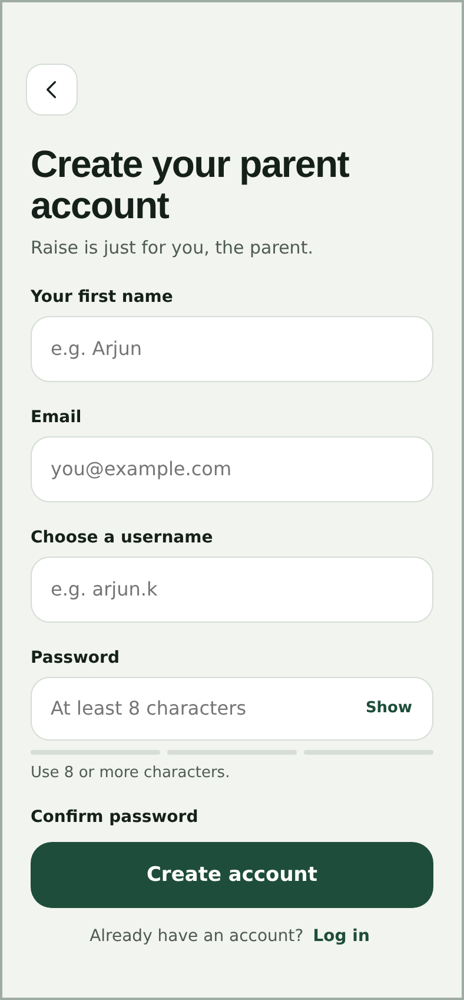 Create your parent
account
Raise is just for you, the parent.
Your first name
e.g. Arjun
Email
you@example.com
Choose a username
e.g. arjun.k
Password
At least 8 characters
Show
Use 8 or more characters.
Confirm password
Create account
Already have an account? Log in